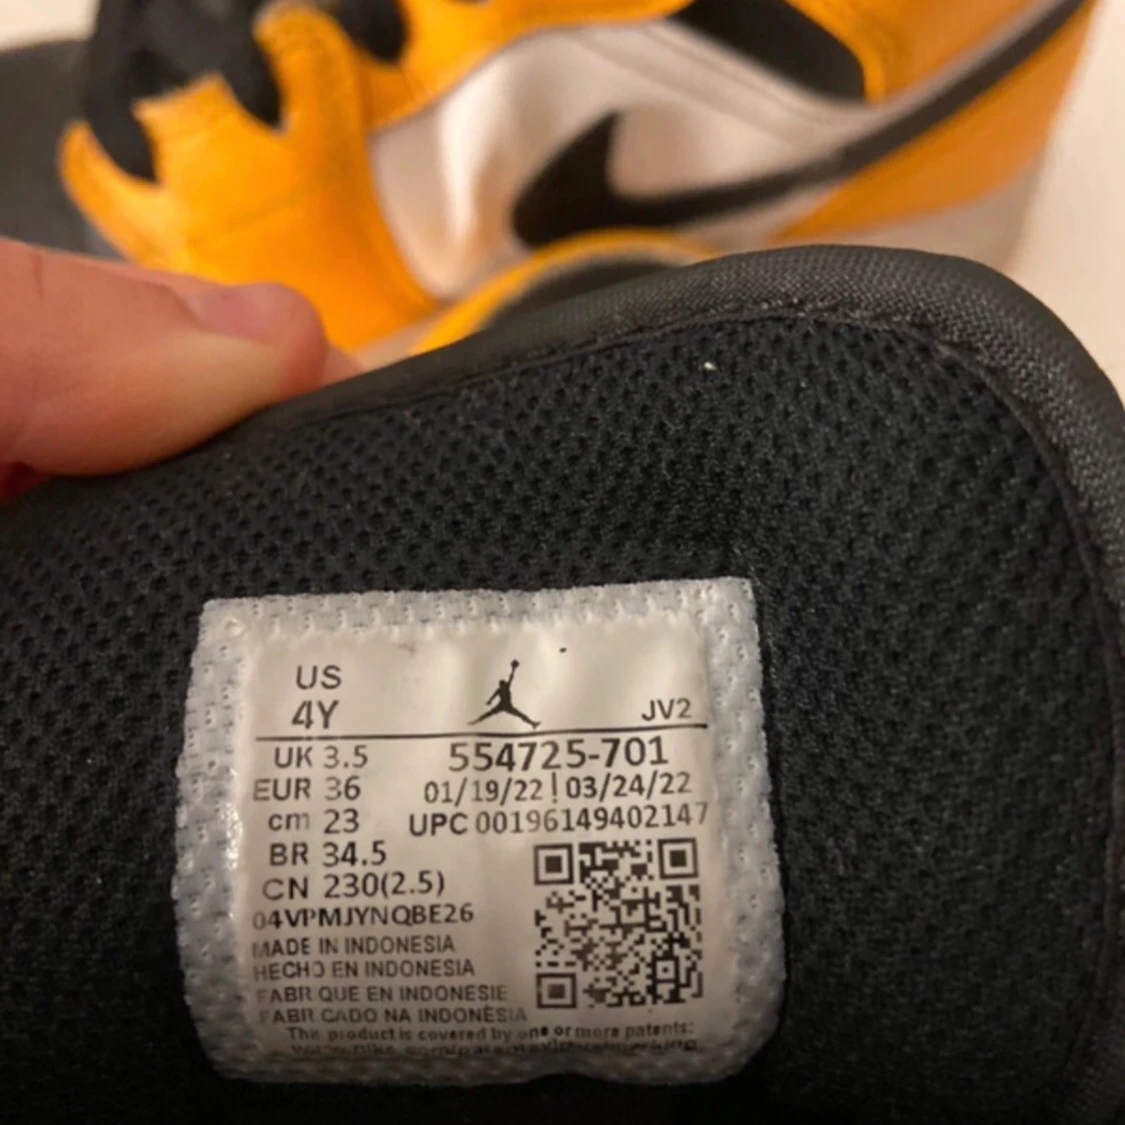 US
4Y
JV2
UK 3.5
554725-701
EUR 36
01/19/22 | 03/24/22
cm 23
UPC 00196149402147
BR 34.5
CN 230(2.5)
04VPMJYNQBE26
MADE IN INDONESIA
HECHO EN INDONESIA
FABRIQUE EN INDONESIE
FABRICADO NA INDONÈSIA
This product is covered by one or more patents: